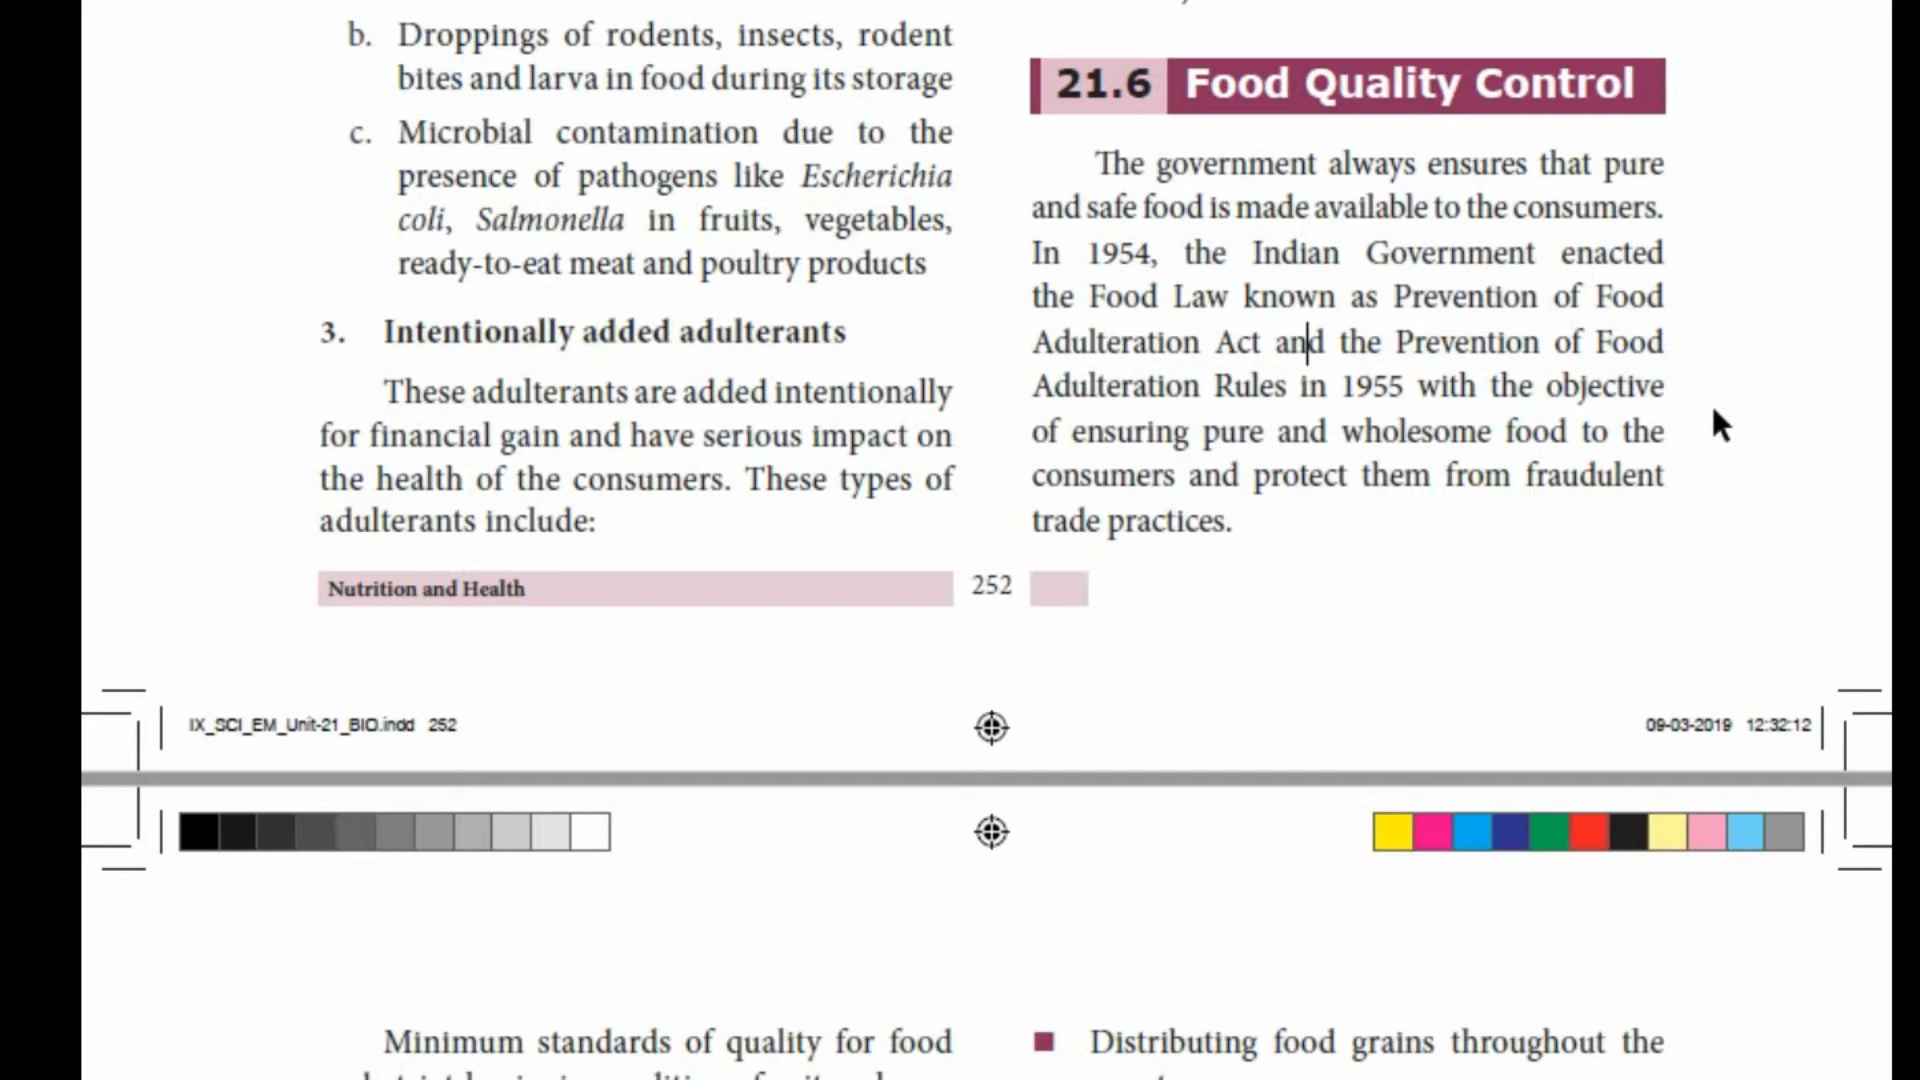 b. Droppings of rodents, insects, rodent
bites and larva in food during its storage
c. Microbial contamination due to the
presence of pathogens like Escherichia
coli, Salmonella in fruits, vegetables,
ready-to-eat meat and poultry products
3. Intentionally added adulterants
These adulterants are added intentionally
for financial gain and have serious impact on
the health of the consumers. These types of
adulterants include:
21.6 Food Quality Control
The government always ensures that pure
and safe food is made available to the consumers.
In 1954, the Indian Government enacted
the Food Law known as Prevention of Food
Adulteration Act and the Prevention of Food
Adulteration Rules in 1955 with the objective
of ensuring pure and wholesome food to the
consumers and protect them from fraudulent
trade practices.
Nutrition and Health 252
IX_SCI_EM_Unit-21_BIO.indd 252
09-03-2019 12:32:12
Minimum standards of quality for food
Distributing food grains throughout the